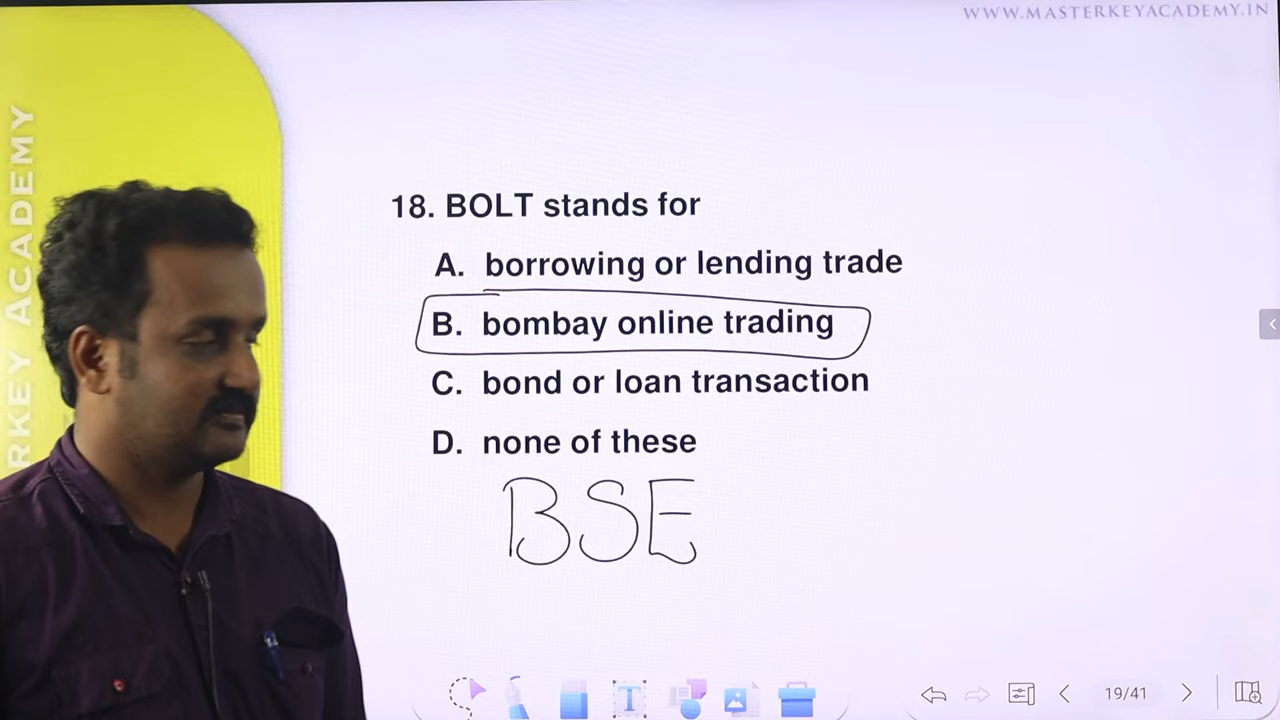 WWW.MASTERKEYACADEMY.IN
RKEY ACADEMY
18. BOLT stands for
A. borrowing or lending trade
B. bombay online trading
C. bond or loan transaction
D. none of these
BSE
T
19/41